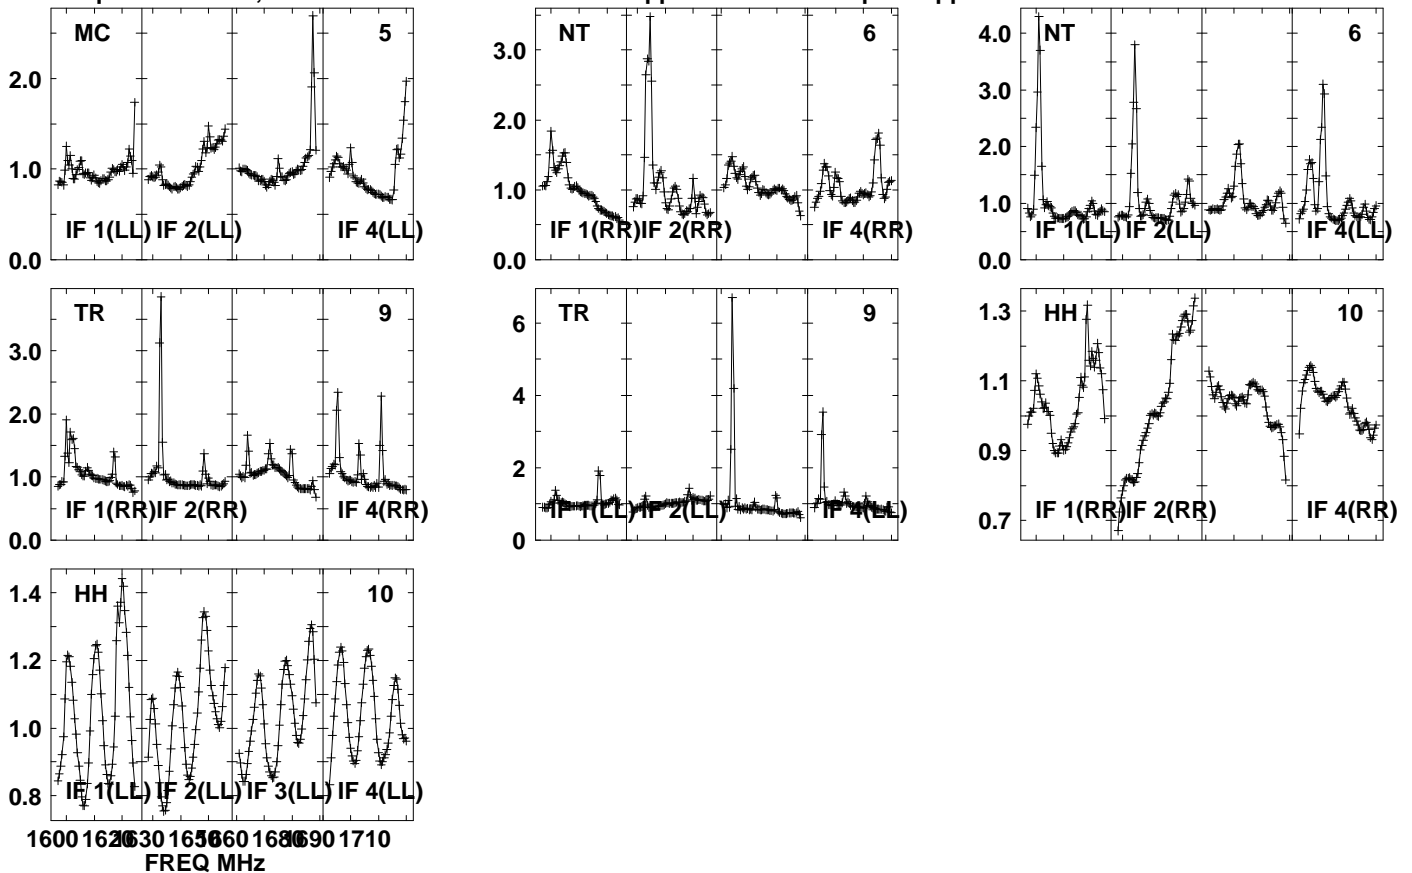 MC 5 NT 6 NT 6
2.0 3.0 4.0
1.0 2.0 3.0
0.0 1.0 2.0
0.0 1.0
0.0
IF 1(LL) IF 2(LL) IF 4(LL) IF 1(RR) IF 2(RR) IF 4(RR) IF 1(LL) IF 2(LL) IF 4(LL)
TR 9 TR 9 HH 10
3.0 6 1.3
2.0 4 1.1
1.0 2 0.9
0.0 0 0.7
IF 1(RR) IF 2(RR) IF 4(RR) IF 1(LL) IF 2(LL) IF 4(LL) IF 1(RR) IF 2(RR) IF 4(RR)
HH 10
1.4
1.2
1.0
0.8
IF 1(LL) IF 2(LL) IF 3(LL) IF 4(LL)
1600 1620 1630 1650 1660 1680 1690 1710
FREQ MHz